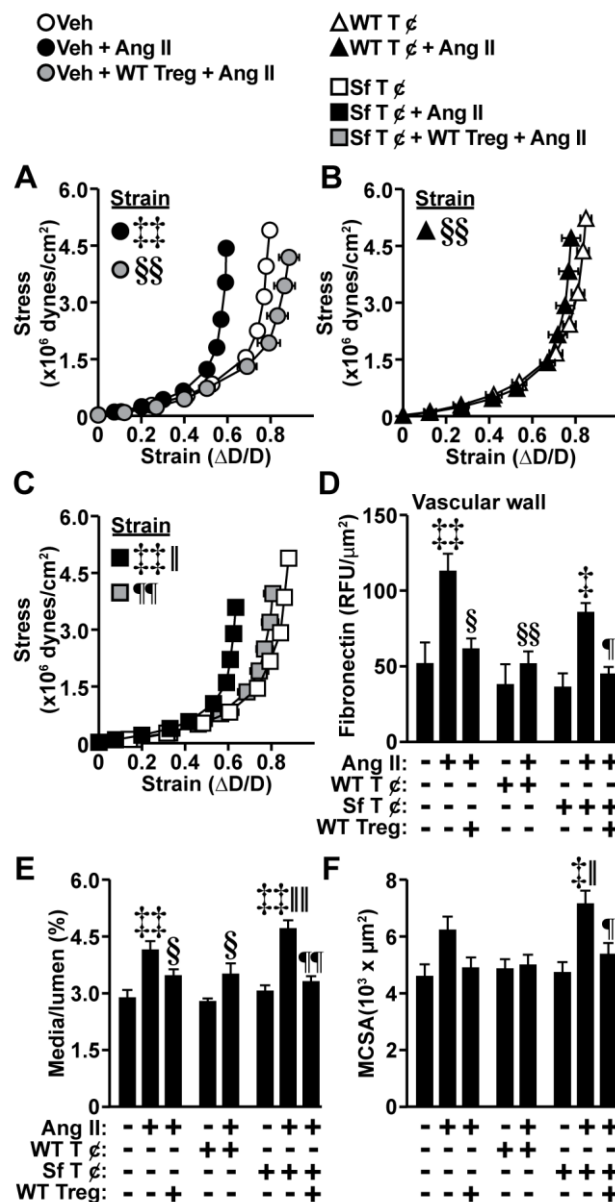 Veh
Veh + Ang II
Veh + WT Treg + Ang II
WT T ȼ
WT T ȼ + Ang II
Sf T ȼ
Sf T ȼ + Ang II
Sf T ȼ + WT Treg + Ang II
A
Strain
‡‡
§§
Stress
(x10⁶ dynes/cm²)
6.0
4.5
3.0
1.5
0
0 0.2 0.4 0.6 0.8
Strain (ΔD/D)
B
Strain
§§
Stress
(x10⁶ dynes/cm²)
6.0
4.5
3.0
1.5
0
0 0.2 0.4 0.6 0.8
Strain (ΔD/D)
C
Strain
‡‡ ‖
¶¶
Stress
(x10⁶ dynes/cm²)
6.0
4.5
3.0
1.5
0
0 0.2 0.4 0.6 0.8
Strain (ΔD/D)
D
Vascular wall
Fibronectin (RFU/μm²)
150
100
50
0
‡‡ § §§ ‡ ¶
Ang II: - + + - + - + +
WT T ȼ: - - - + + - - -
Sf T ȼ: - - - - - + + +
WT Treg: - - + - - - - +
E
Media/lumen (%)
6.0
4.5
3.0
1.5
0
‡‡ § § ‡‡‖‖ ¶¶
Ang II: - + + - + - + +
WT T ȼ: - - - + + - - -
Sf T ȼ: - - - - - + + +
WT Treg: - - + - - - - +
F
MCSA(10³ x μm²)
8
6
4
2
0
‡‖ ¶
- + + - + - + +
- - - + + - - -
- - - - - + + +
- - + - - - - +